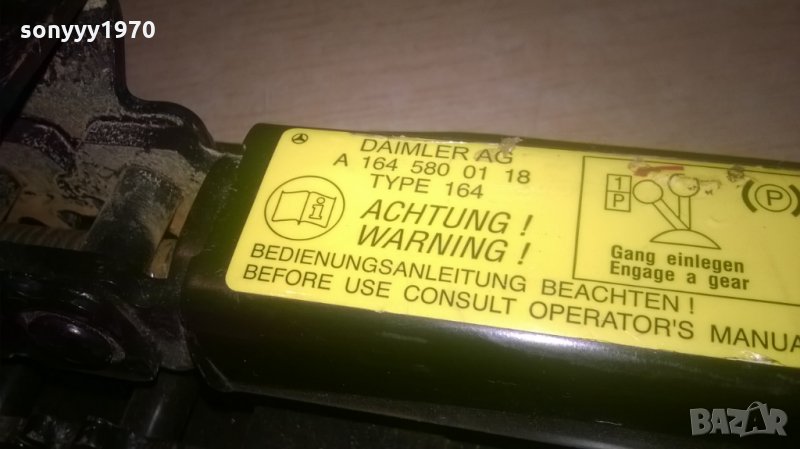 sonyyy1970
DAIMLER AG
A 164 580 01 18
TYPE 164
ACHTUNG !
WARNING !
BEDIENUNGSANLEITUNG BEACHTEN !
BEFORE USE CONSULT OPERATOR'S MANUA
1
P
(P)
Gang einlegen
Engage a gear
BAZAR